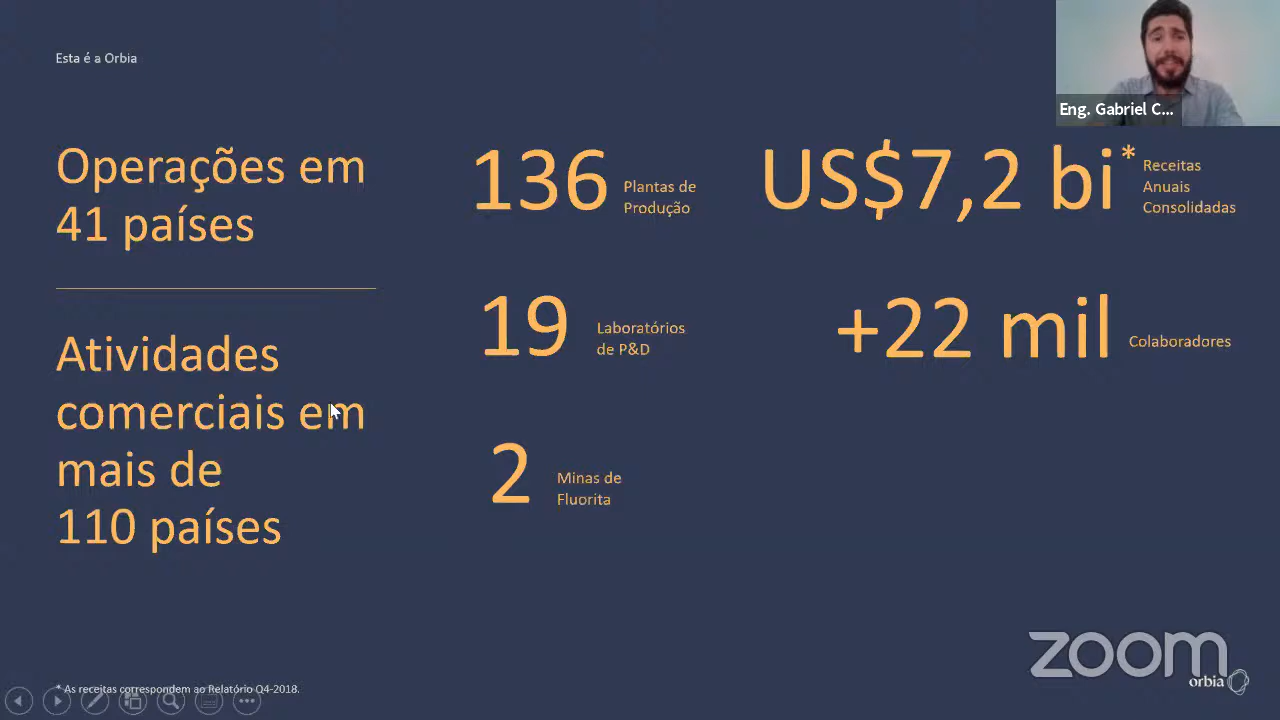 Esta é a Orbia
Eng. Gabriel C...
Operações em
41 países
136
Plantas de
Produção
US$7,2 bi*
Receitas
Anuais
Consolidadas
19
Laboratórios
de P&D
+22 mil
Colaboradores
Atividades
comerciais em
mais de
110 países
2
Minas de
Fluorita
zoom
orbia
* As receitas correspondem ao Relatório Q4-2018.